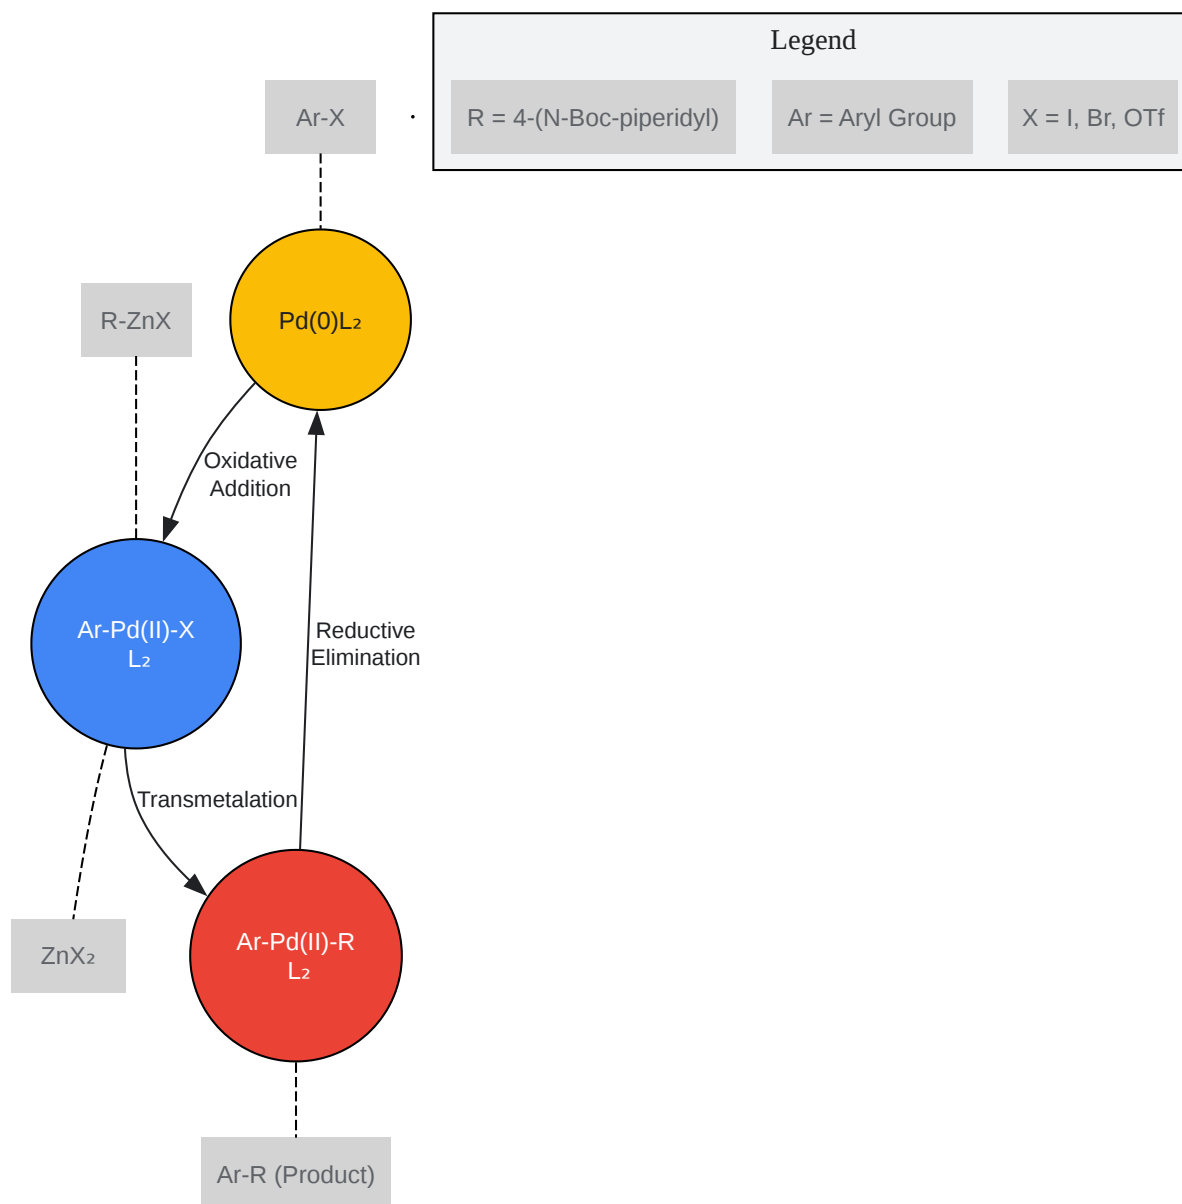 Legend
Ar-X
R = 4-(N-Boc-piperidyl)
Ar = Aryl Group
X = I, Br, OTf
R-ZnX
Pd(0)L₂
Oxidative
Addition
Ar-Pd(II)-X
L₂
Reductive
Elimination
Transmetalation
ZnX₂
Ar-Pd(II)-R
L₂
Ar-R (Product)